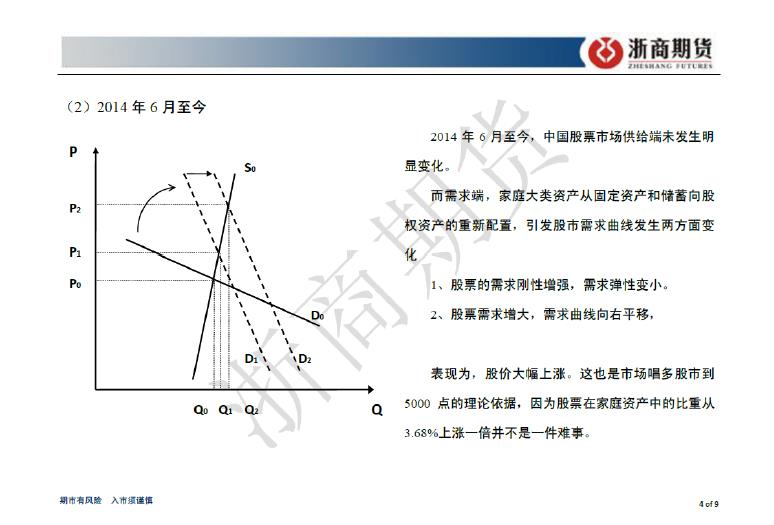 浙商期货
ZHESHANG FUTURES
（2）2014 年 6 月至今
P
S0
P2
P1
P0
D0
D1
D2
Q0 Q1 Q2
Q
2014 年 6 月至今，中国股票市场供给端未发生明
显变化。
而需求端，家庭大类资产从固定资产和储蓄向股
权资产的重新配置，引发股市需求曲线发生两方面变
化
1、股票的需求刚性增强，需求弹性变小。
2、股票需求增大，需求曲线向右平移，
表现为，股价大幅上涨。这也是市场唱多股市到
5000 点的理论依据，因为股票在家庭资产中的比重从
3.68%上涨一倍并不是一件难事。
浙商期货
期市有风险 入市须谨慎
4 of 9